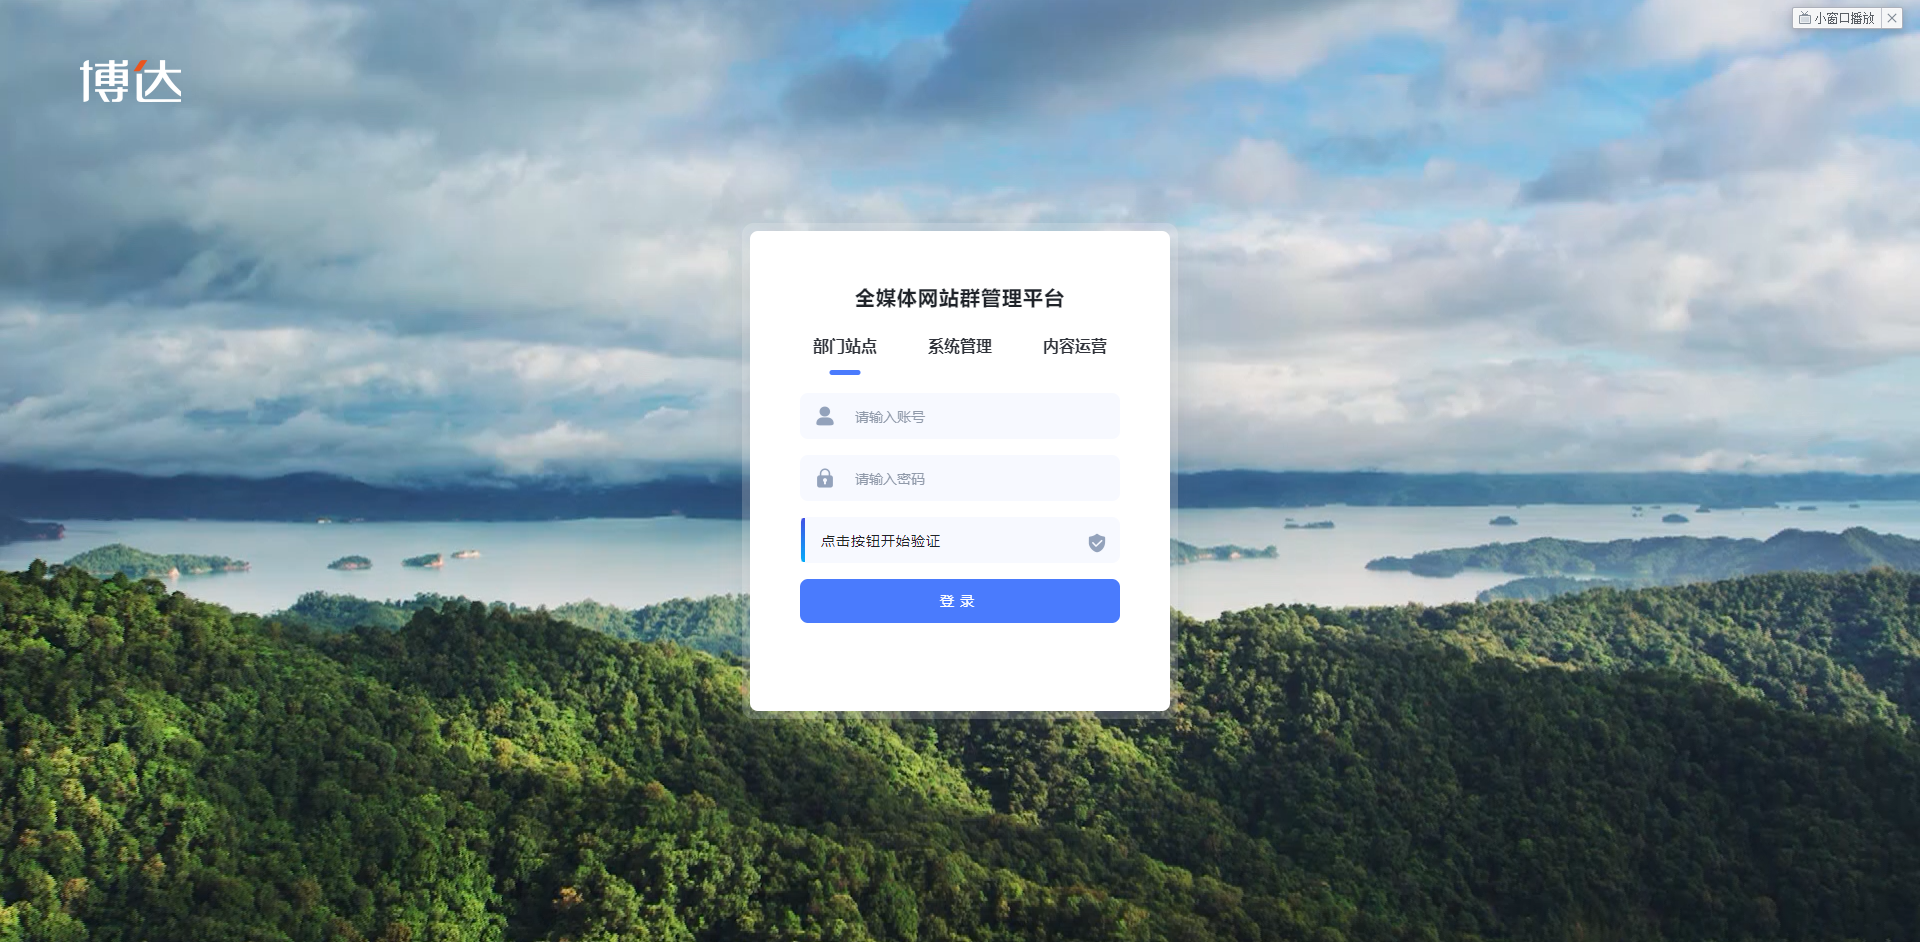 小窗口播放
博达
全媒体网站群管理平台
部门站点 系统管理 内容运营
请输入账号
请输入密码
点击按钮开始验证
登 录